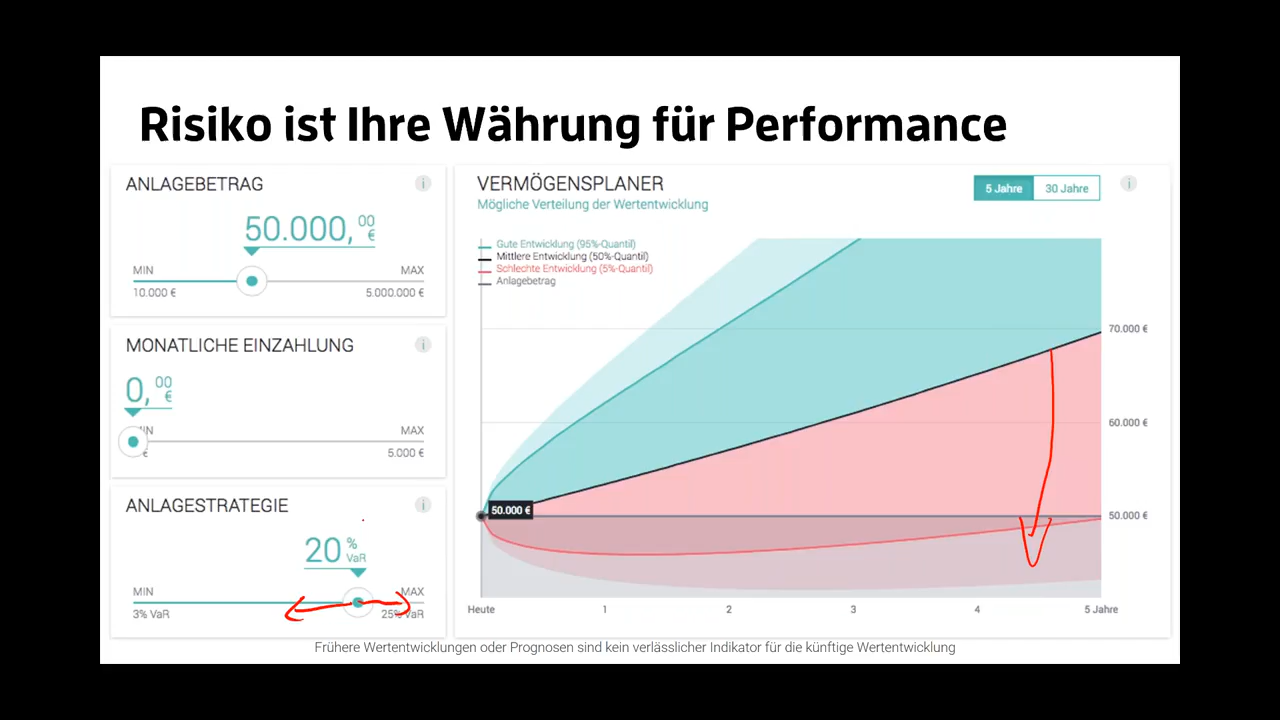 Risiko ist Ihre Währung für Performance
ANLAGEBETRAG
i
50.000,00 €
MIN
MAX
10.000 €
5.000.000 €
MONATLICHE EINZAHLUNG
i
0,00 €
IN
MAX
€
5.000 €
ANLAGESTRATEGIE
i
20 % VaR
MIN
MAX
3% VaR
25% VaR
VERMÖGENSPLANER
Mögliche Verteilung der Wertentwicklung
5 Jahre
30 Jahre
i
Gute Entwicklung (95%-Quantil)
Mittlere Entwicklung (50%-Quantil)
Schlechte Entwicklung (5%-Quantil)
Anlagebetrag
70.000 €
60.000 €
50.000 €
50.000 €
Heute
1
2
3
4
5 Jahre
Frühere Wertentwicklungen oder Prognosen sind kein verlässlicher Indikator für die künftige Wertentwicklung